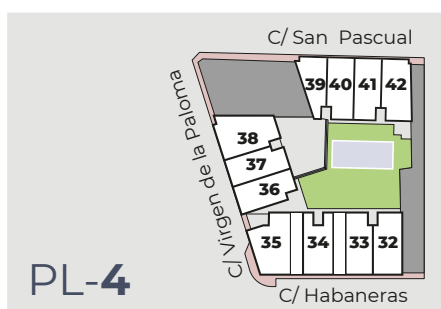 C/ San Pascual
39 40 41 42
C/ Virgen de la Paloma
38
37
36
35 34 33 32
PL-4
C/ Habaneras